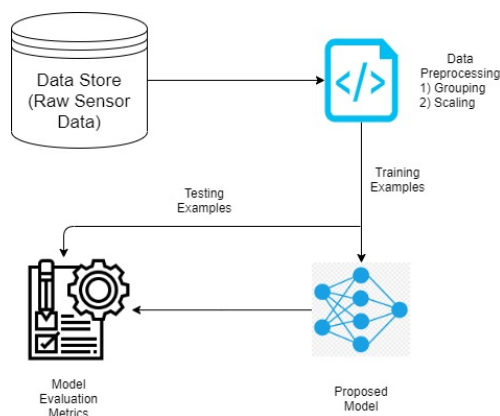 Data Store
(Raw Sensor
Data)
</>
Data
Preprocessing
1) Grouping
2) Scaling
Training
Examples
Testing
Examples
Model
Evaluation
Metrics
Proposed
Model